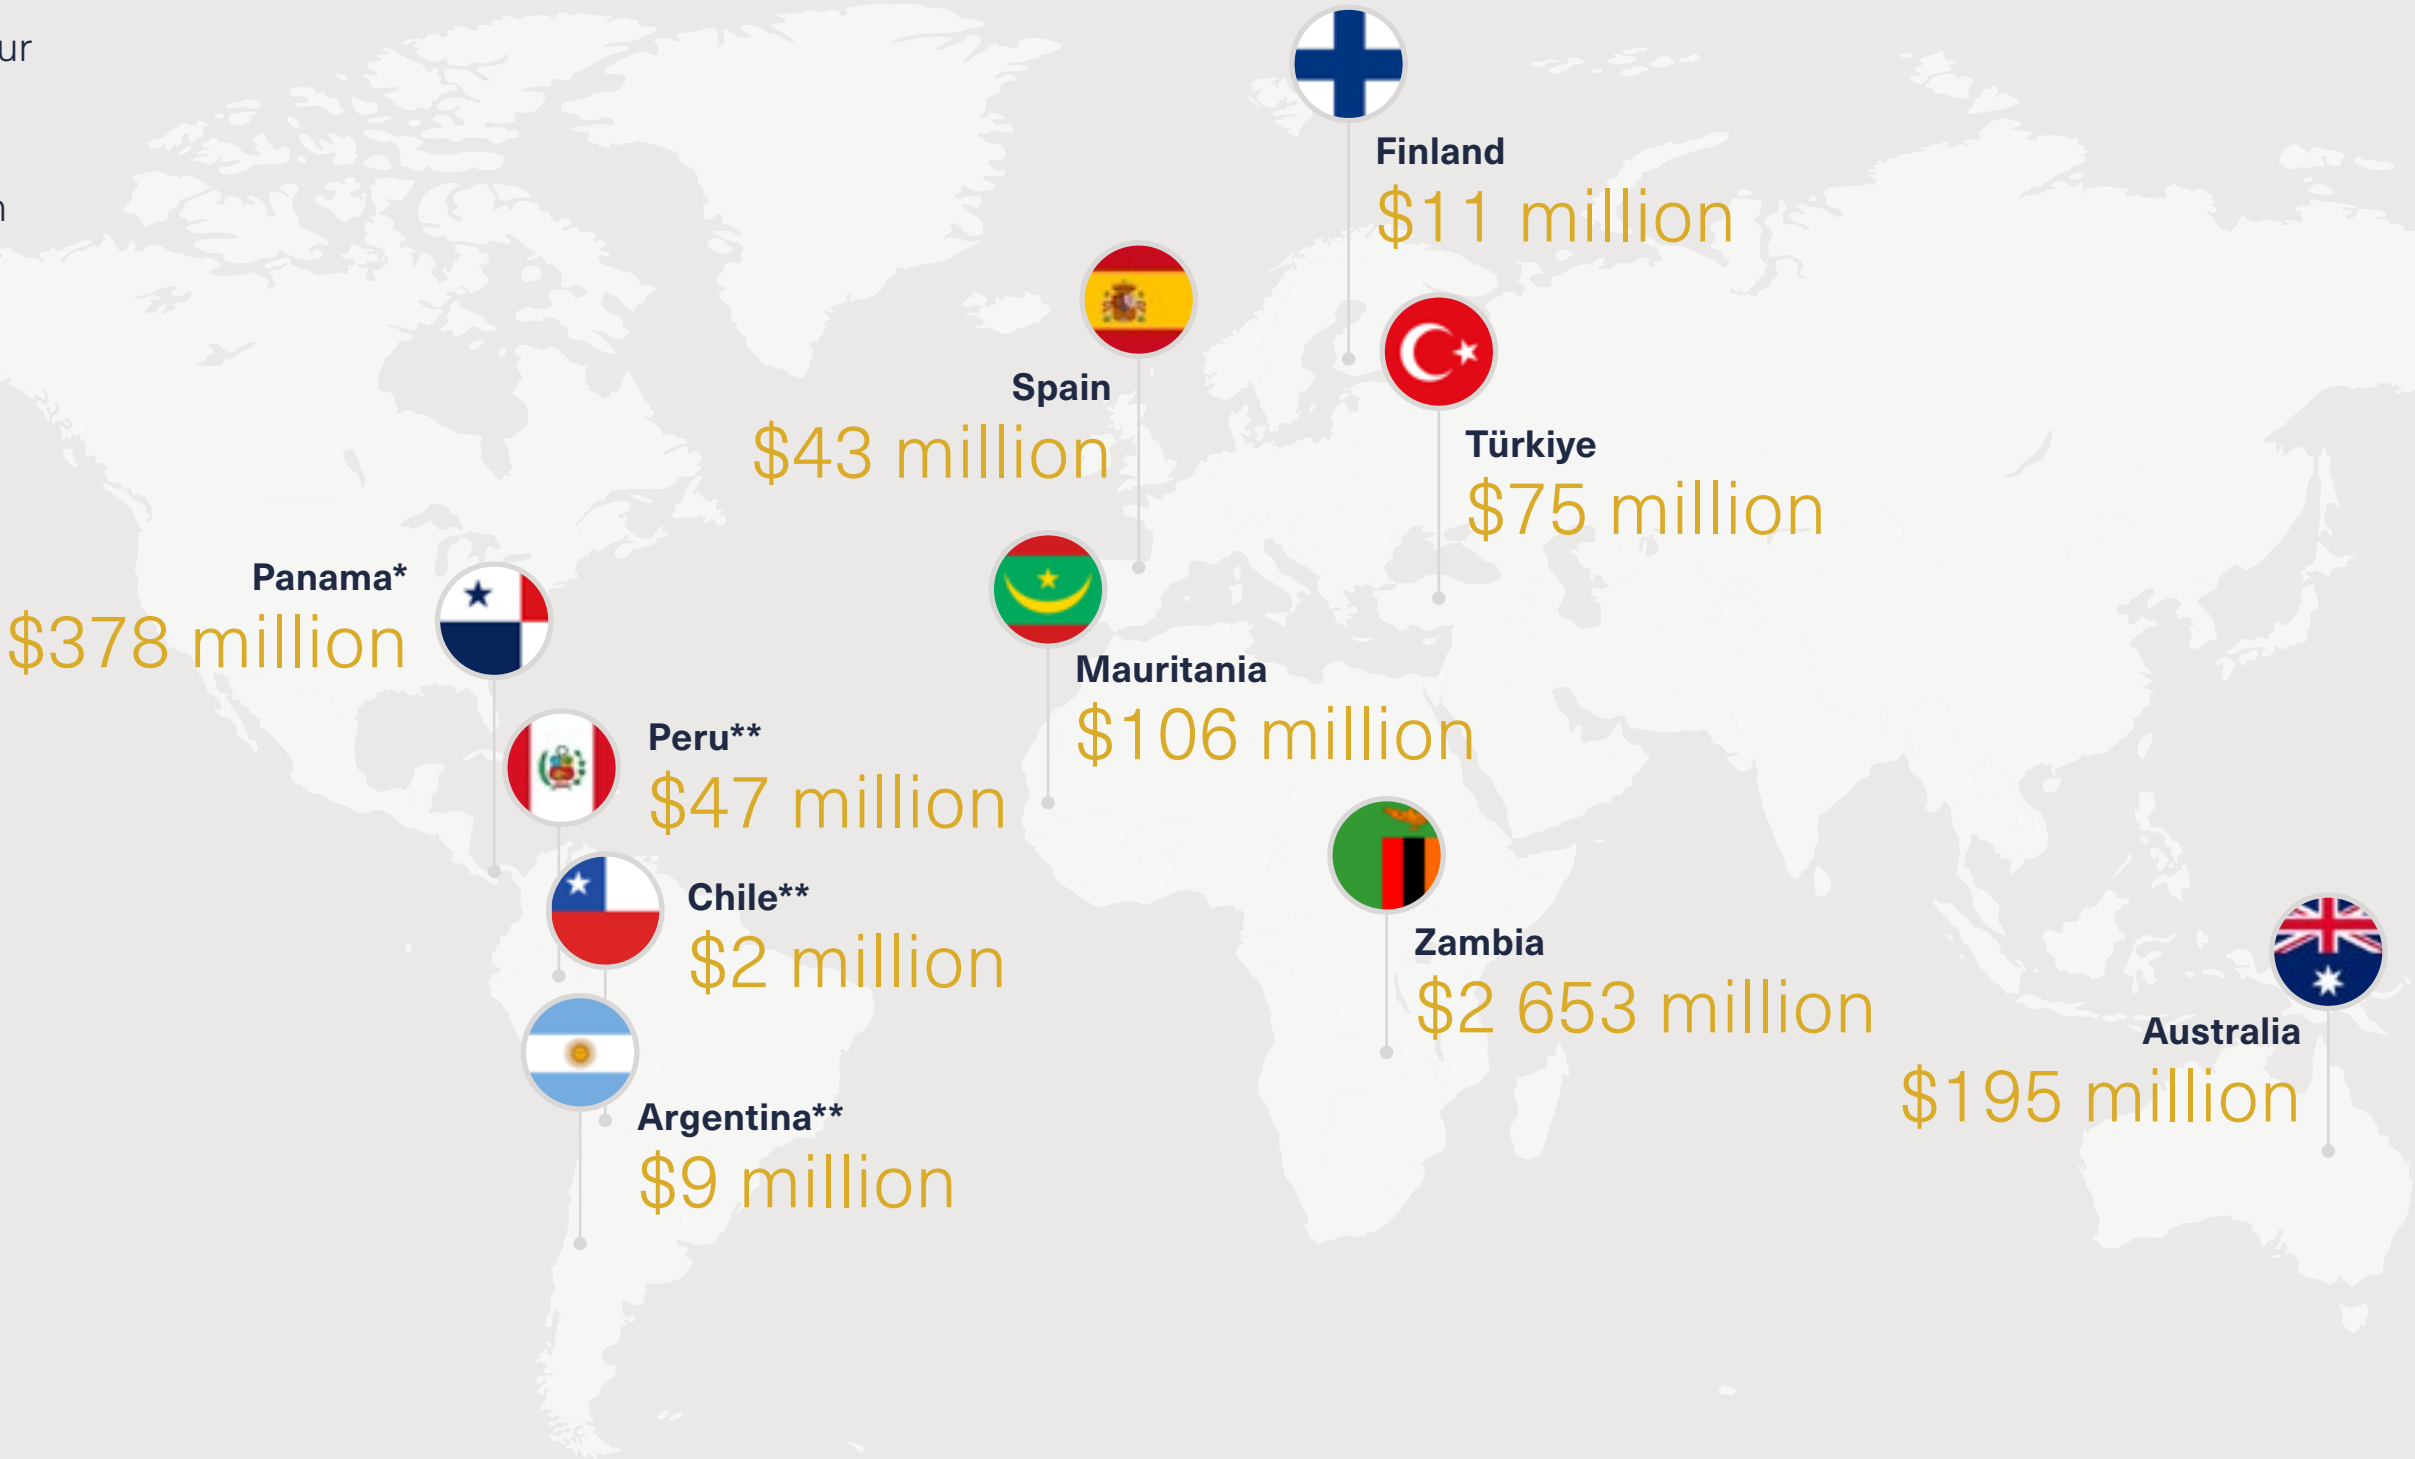 ur
n
Finland
$11 million
Spain
$43 million
Türkiye
$75 million
Panama*
$378 million
Mauritania
$106 million
Peru**
$47 million
Chile**
$2 million
Zambia
$2 653 million
Australia
$195 million
Argentina**
$9 million